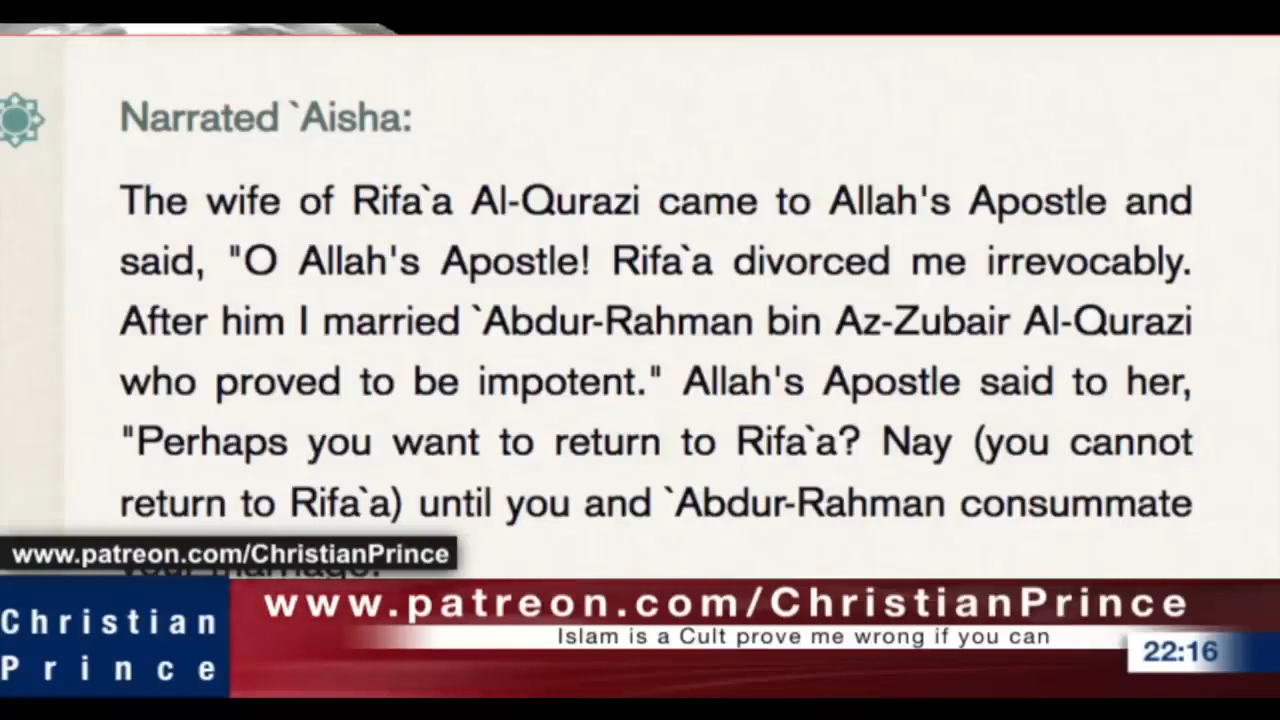 Narrated `Aisha:
The wife of Rifa`a Al-Qurazi came to Allah's Apostle and
said, "O Allah's Apostle! Rifa`a divorced me irrevocably.
After him I married `Abdur-Rahman bin Az-Zubair Al-Qurazi
who proved to be impotent." Allah's Apostle said to her,
"Perhaps you want to return to Rifa`a? Nay (you cannot
return to Rifa`a) until you and `Abdur-Rahman consummate
www.patreon.com/ChristianPrince
www.patreon.com/ChristianPrince
Christian
Prince
Islam is a Cult prove me wrong if you can
22:16